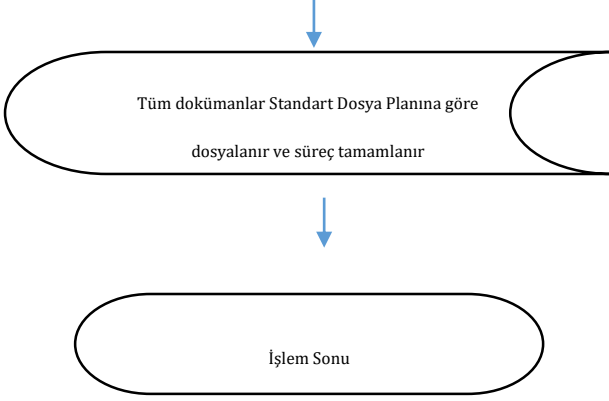 Tüm dokümanlar Standart Dosya Planına göre
dosyalanır ve süreç tamamlanır
İşlem Sonu